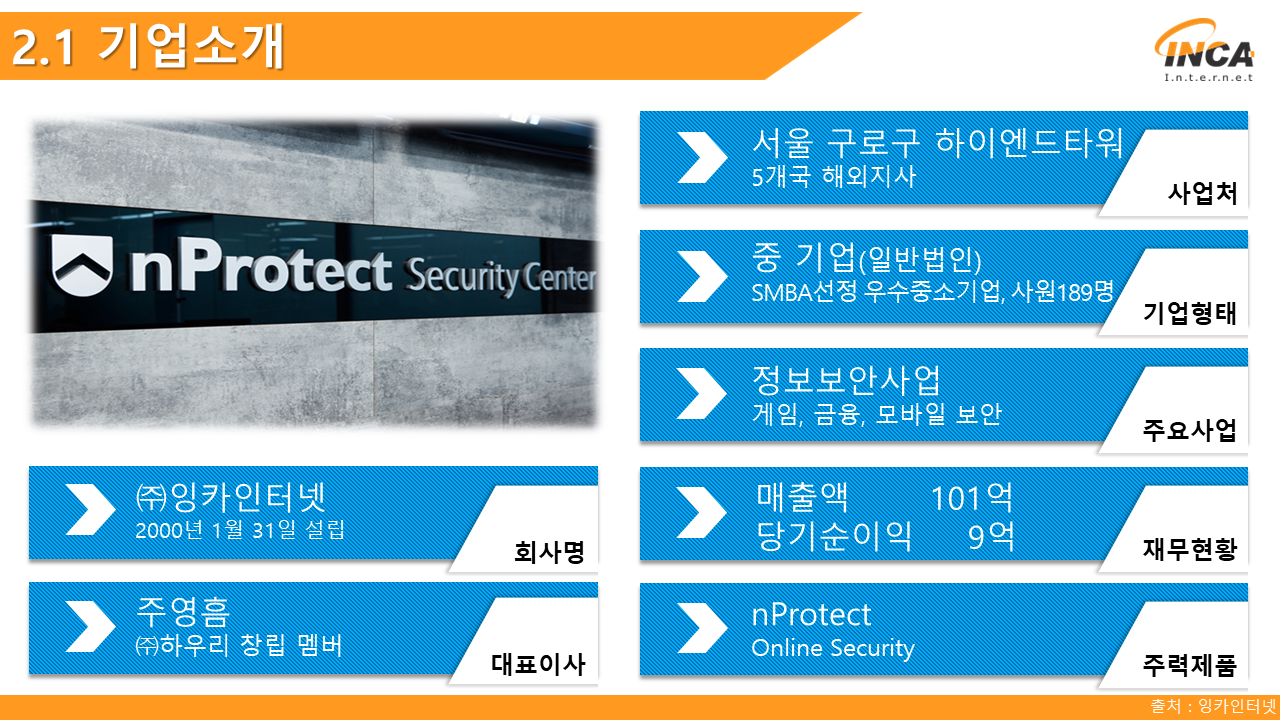 2.1 기업소개
INCA
I.n.t.e.r.n.e.t
nProtect Security Center
㈜잉카인터넷
2000년 1월 31일 설립
회사명
주영흠
㈜하우리 창립 멤버
대표이사
서울 구로구 하이엔드타워
5개국 해외지사
사업처
중 기업(일반법인)
SMBA선정 우수중소기업, 사원189명
기업형태
정보보안사업
게임, 금융, 모바일 보안
주요사업
매출액 101억
당기순이익 9억
재무현황
nProtect
Online Security
주력제품
출처 : 잉카인터넷